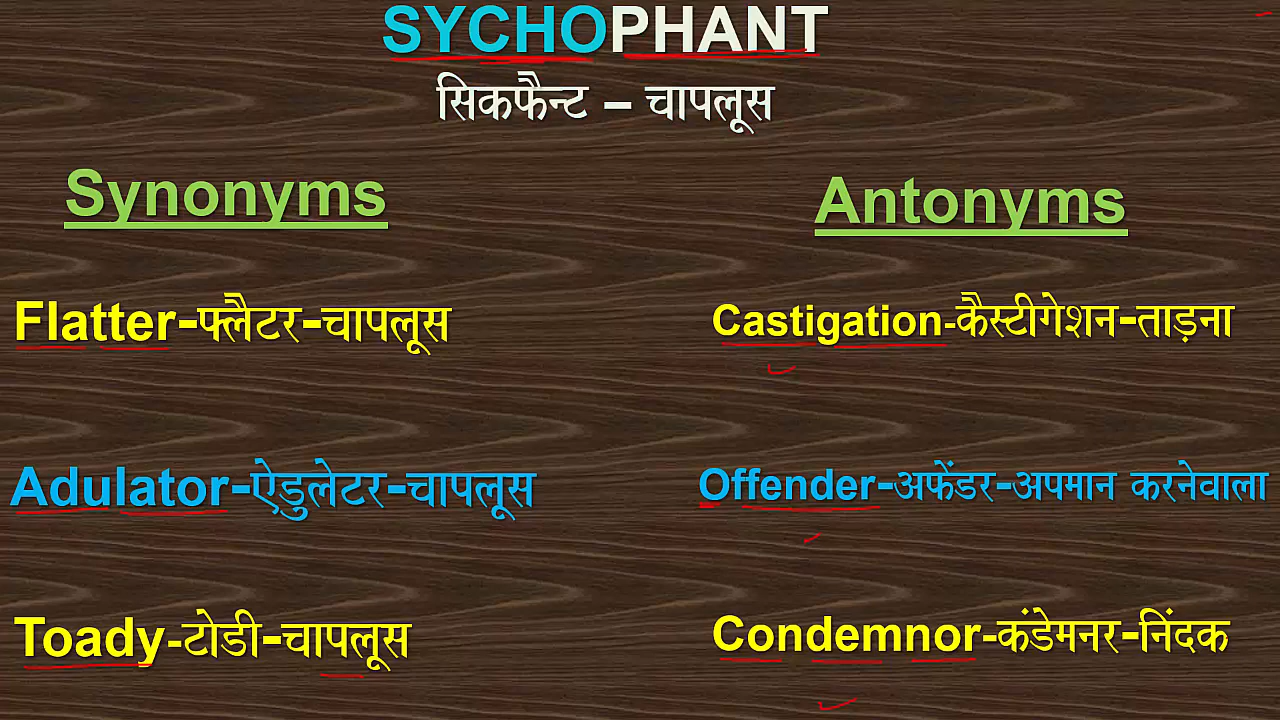 SYCHOPHANT
सिकफैन्ट – चापलूस
Synonyms
Antonyms
Flatter-फ्लैटर-चापलूस
Castigation-कैस्टीगेशन-ताड़ना
Adulator-ऐडुलेटर-चापलूस
Offender-अफेंडर-अपमान करनेवाला
Toady-टोडी-चापलूस
Condemnor-कंडेमनर-निंदक